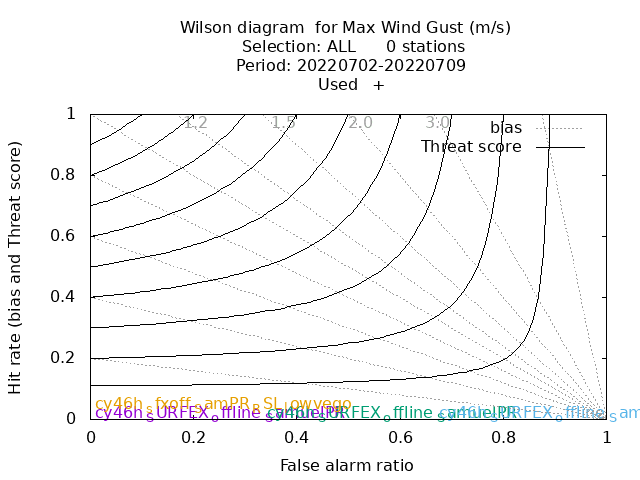 Wilson diagram  for Max Wind Gust (m/s)
Selection: ALL      0 stations
Period: 20220702-20220709
Used   +
1.2 1.5 2.0 3.0
bias
Threat score
Hit rate (bias and Threat score)
1
0.8
0.6
0.4
0.2
0
0 0.2 0.4 0.6 0.8 1
False alarm ratio